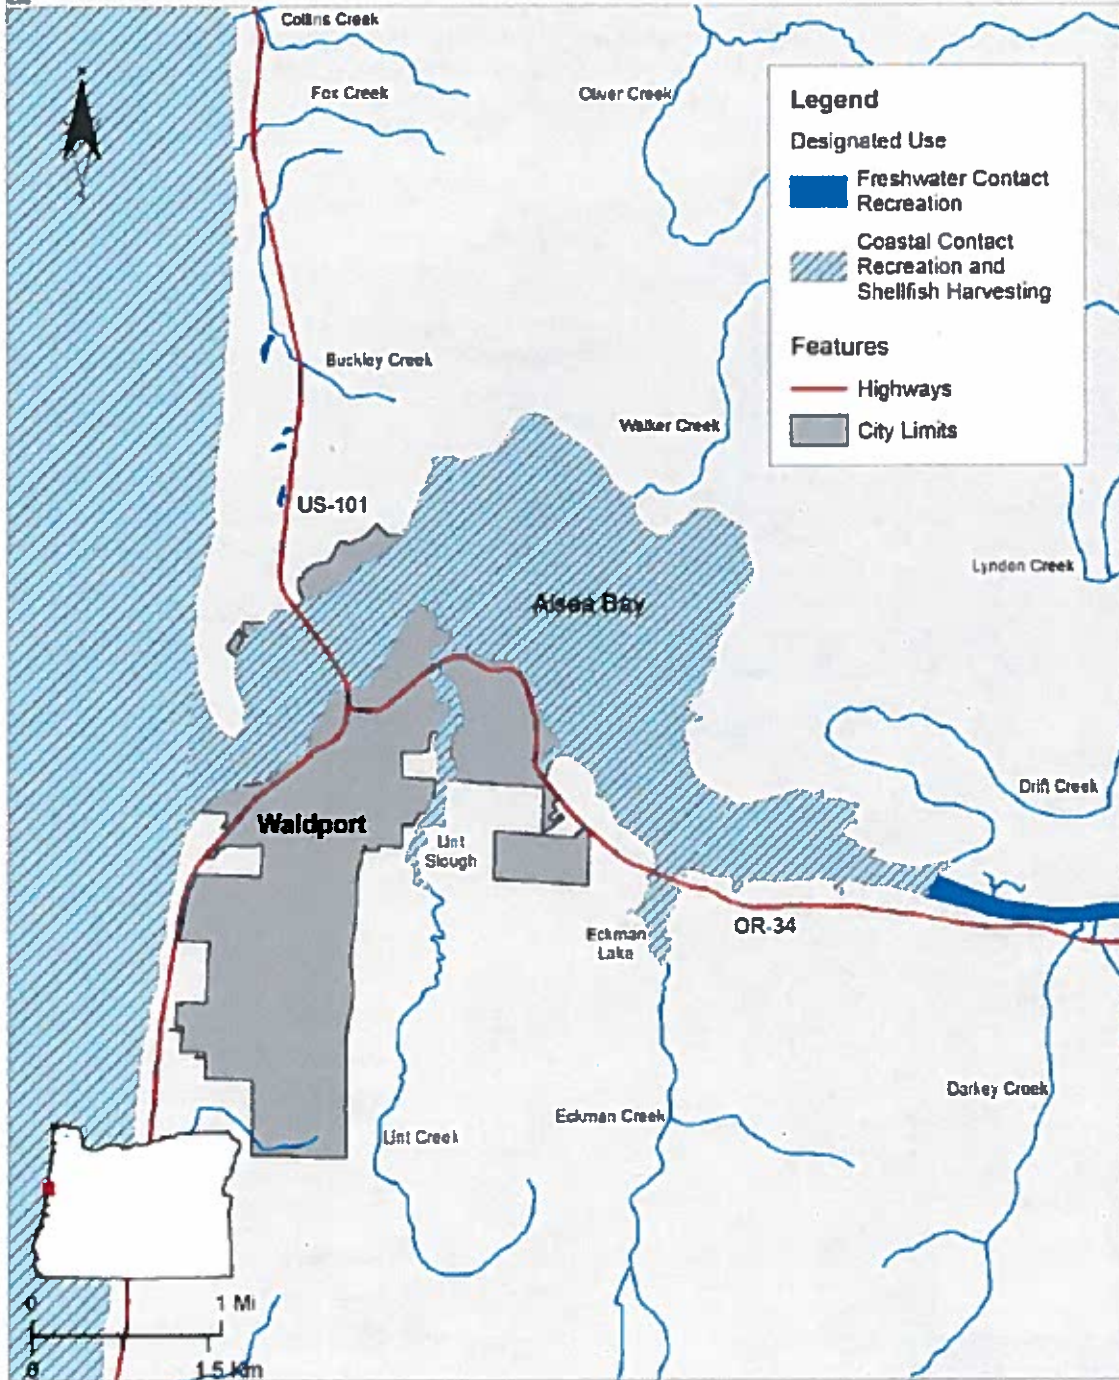 Collins Creek
Fox Creek
Oliver Creek
Legend
Designated Use
Freshwater Contact
Recreation
Coastal Contact
Recreation and
Shellfish Harvesting
Features
Highways
City Limits
Buckley Creek
Walker Creek
US-101
Lyndon Creek
Alsea Bay
Drift Creek
Waldport
Lint
Slough
OR-34
Eckman
Lake
Darkey Creek
Eckman Creek
Lint Creek
0 1 Mi
0 1.5 Km